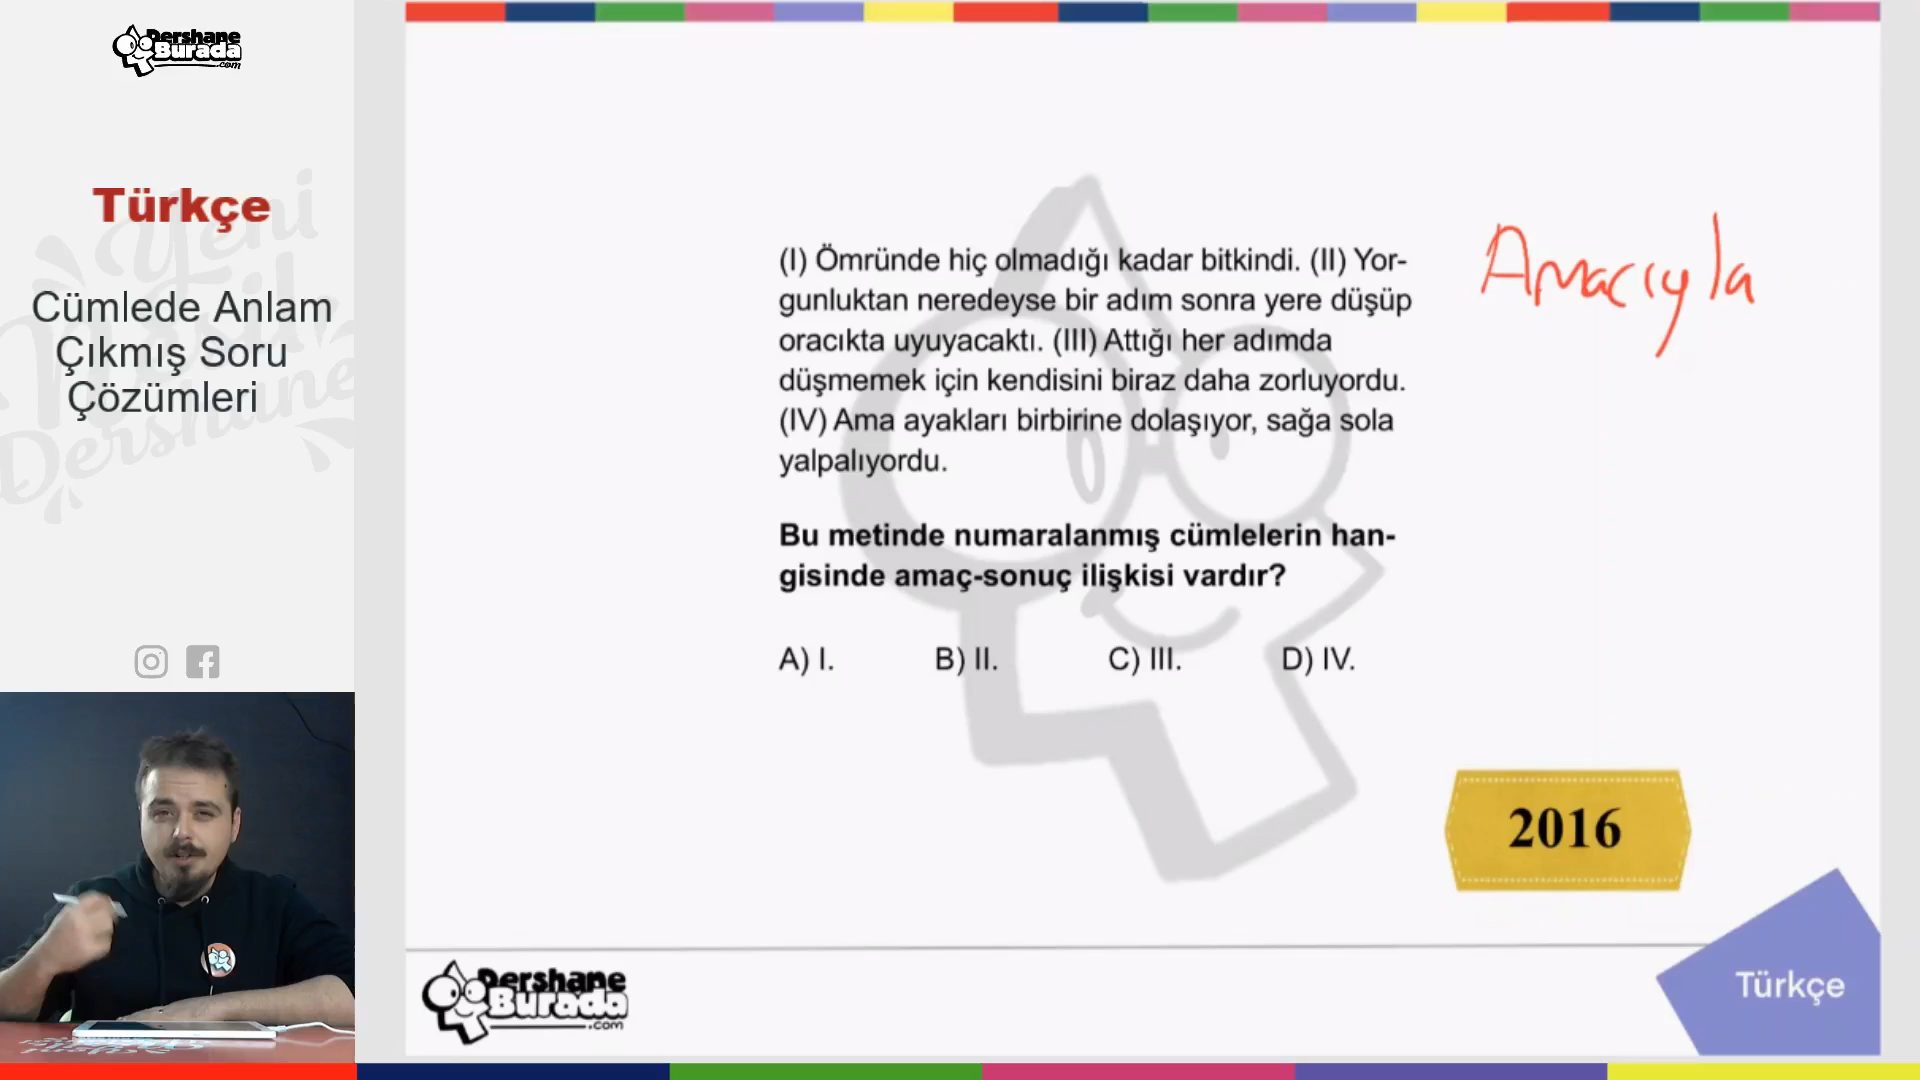 Dershane
Burada
.com
Türkçe
Cümlede Anlam
Çıkmış Soru
Çözümleri
Yeni
Nesil
Dershane
(I) Ömründe hiç olmadığı kadar bitkindi. (II) Yor-
gunluktan neredeyse bir adım sonra yere düşüp
oracıkta uyuyacaktı. (III) Attığı her adımda
düşmemek için kendisini biraz daha zorluyordu.
(IV) Ama ayakları birbirine dolaşıyor, sağa sola
yalpalıyordu.
Amacıyla
Bu metinde numaralanmış cümlelerin han-
gisinde amaç-sonuç ilişkisi vardır?
A) I. B) II. C) III. D) IV.
2016
Dershane
Burada
.com
Türkçe